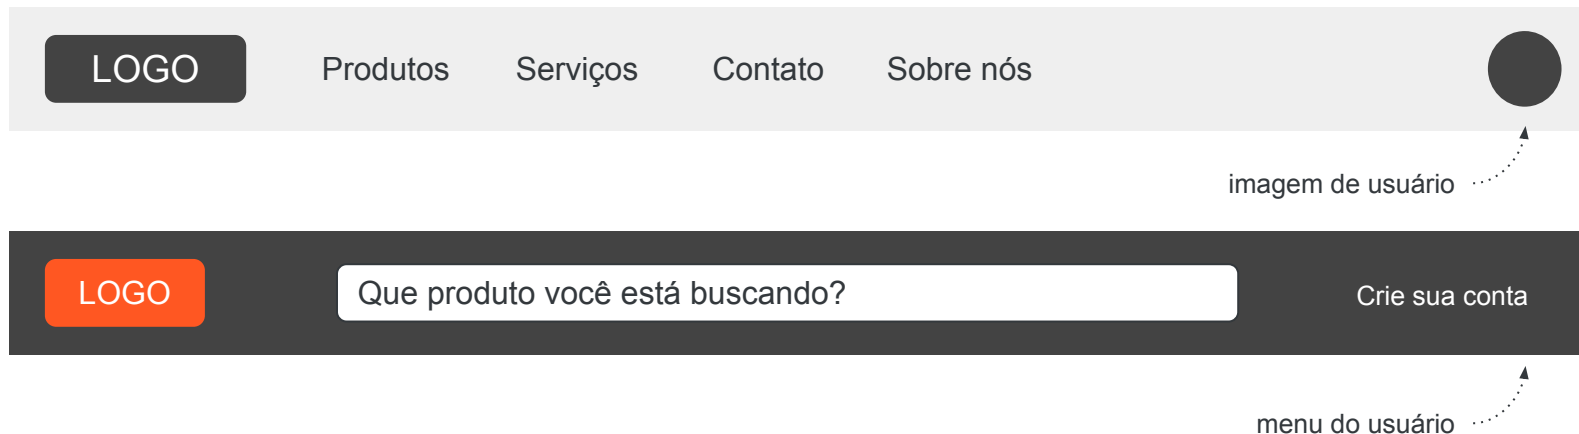 LOGO Produtos Serviços Contato Sobre nós
imagem de usuário
LOGO Que produto você está buscando? Crie sua conta
menu do usuário